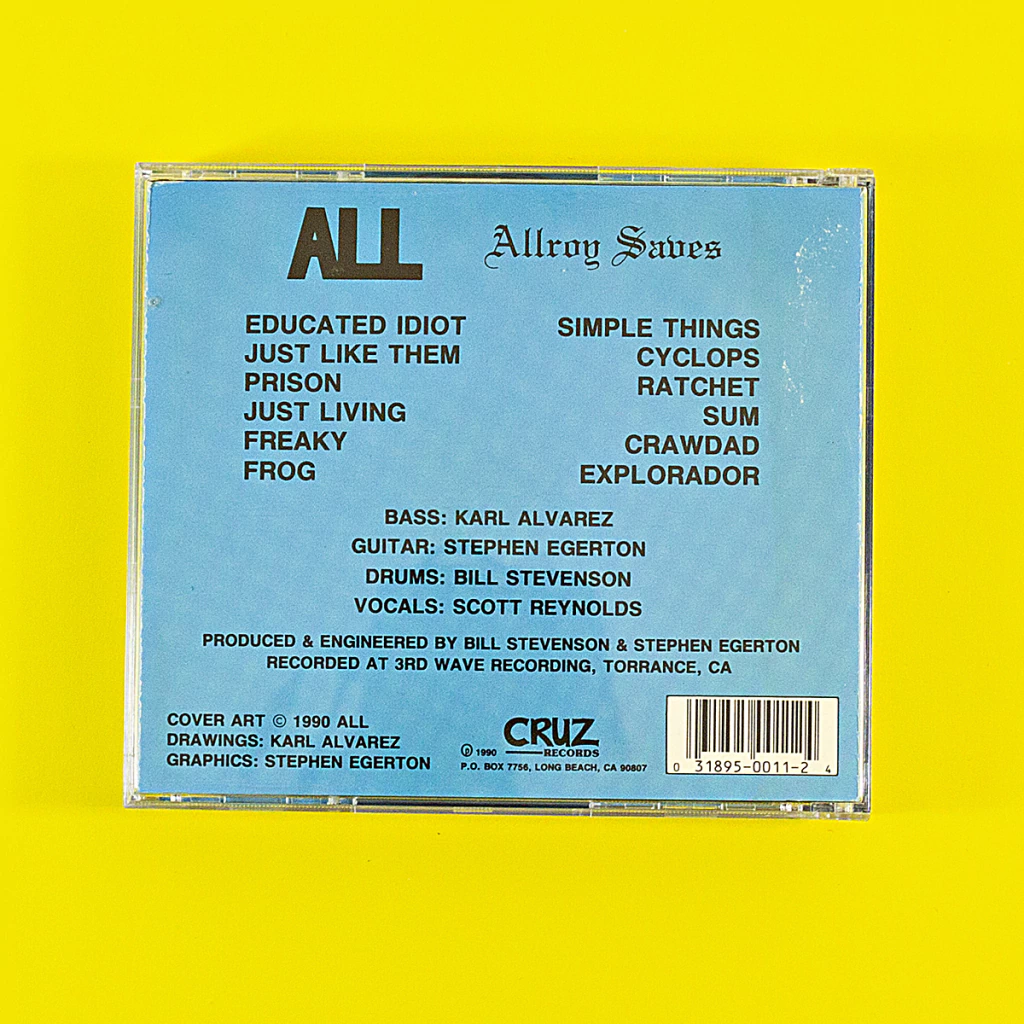 ALL
Allroy Saves
EDUCATED IDIOT
JUST LIKE THEM
PRISON
JUST LIVING
FREAKY
FROG
SIMPLE THINGS
CYCLOPS
RATCHET
SUM
CRAWDAD
EXPLORADOR
BASS: KARL ALVAREZ
GUITAR: STEPHEN EGERTON
DRUMS: BILL STEVENSON
VOCALS: SCOTT REYNOLDS
PRODUCED & ENGINEERED BY BILL STEVENSON & STEPHEN EGERTON
RECORDED AT 3RD WAVE RECORDING, TORRANCE, CA
COVER ART © 1990 ALL
DRAWINGS: KARL ALVAREZ
GRAPHICS: STEPHEN EGERTON
℗ 1990
CRUZ
RECORDS
P.O. BOX 7756, LONG BEACH, CA 90807
0 31895-0011-2 4